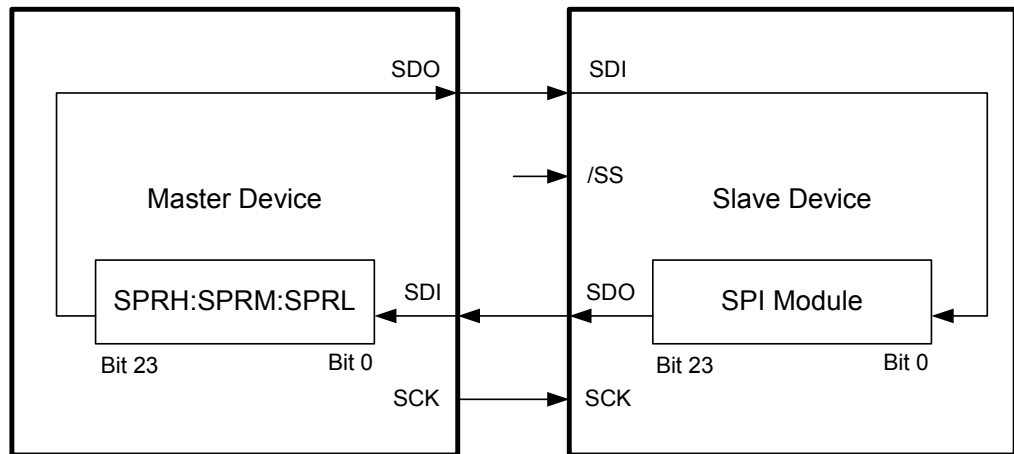 SDO
SDI
/SS
Master Device
Slave Device
SPRH:SPRM:SPRL
SDI
SDO
SPI Module
Bit 23
Bit 0
Bit 23
Bit 0
SCK
SCK